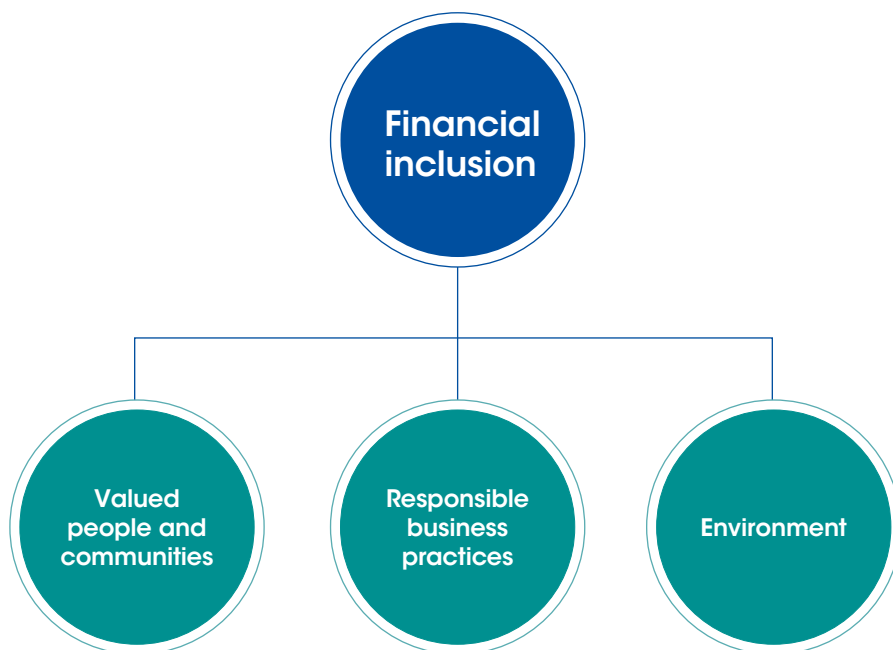 Financial
inclusion
Valued
people and
communities
Responsible
business
practices
Environment